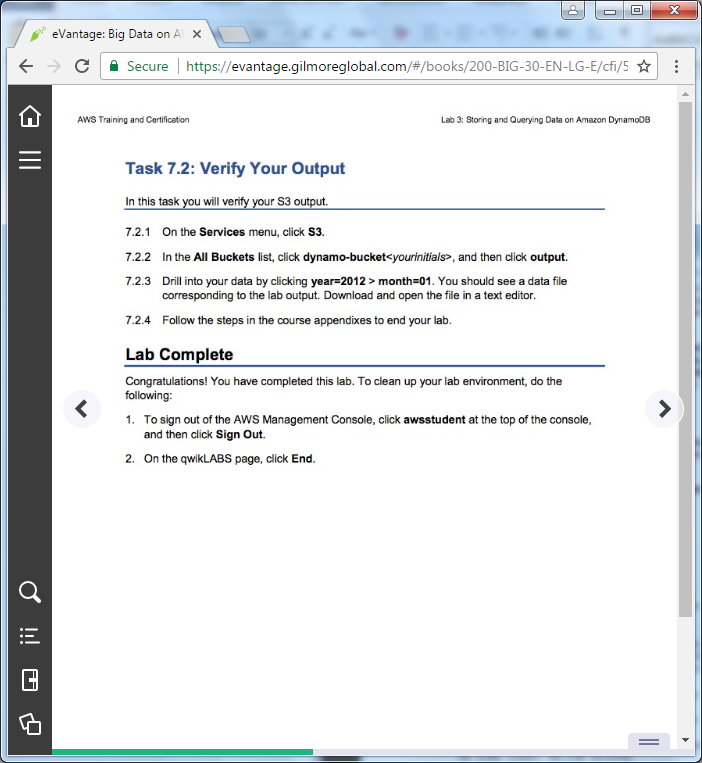 eVantage: Big Data on A
Secure
https://evantage.gilmoreglobal.com/#/books/200-BIG-30-EN-LG-E/cfi/5
AWS Training and Certification
Lab 3: Storing and Querying Data on Amazon DynamoDB
Task 7.2: Verify Your Output
In this task you will verify your S3 output.
7.2.1 On the Services menu, click S3.
7.2.2 In the All Buckets list, click dynamo-bucket<yourinitials>, and then click output.
7.2.3 Drill into your data by clicking year=2012 > month=01. You should see a data file
corresponding to the lab output. Download and open the file in a text editor.
7.2.4 Follow the steps in the course appendixes to end your lab.
Lab Complete
Congratulations! You have completed this lab. To clean up your lab environment, do the
following:
1. To sign out of the AWS Management Console, click awsstudent at the top of the console,
and then click Sign Out.
2. On the qwikLABS page, click End.